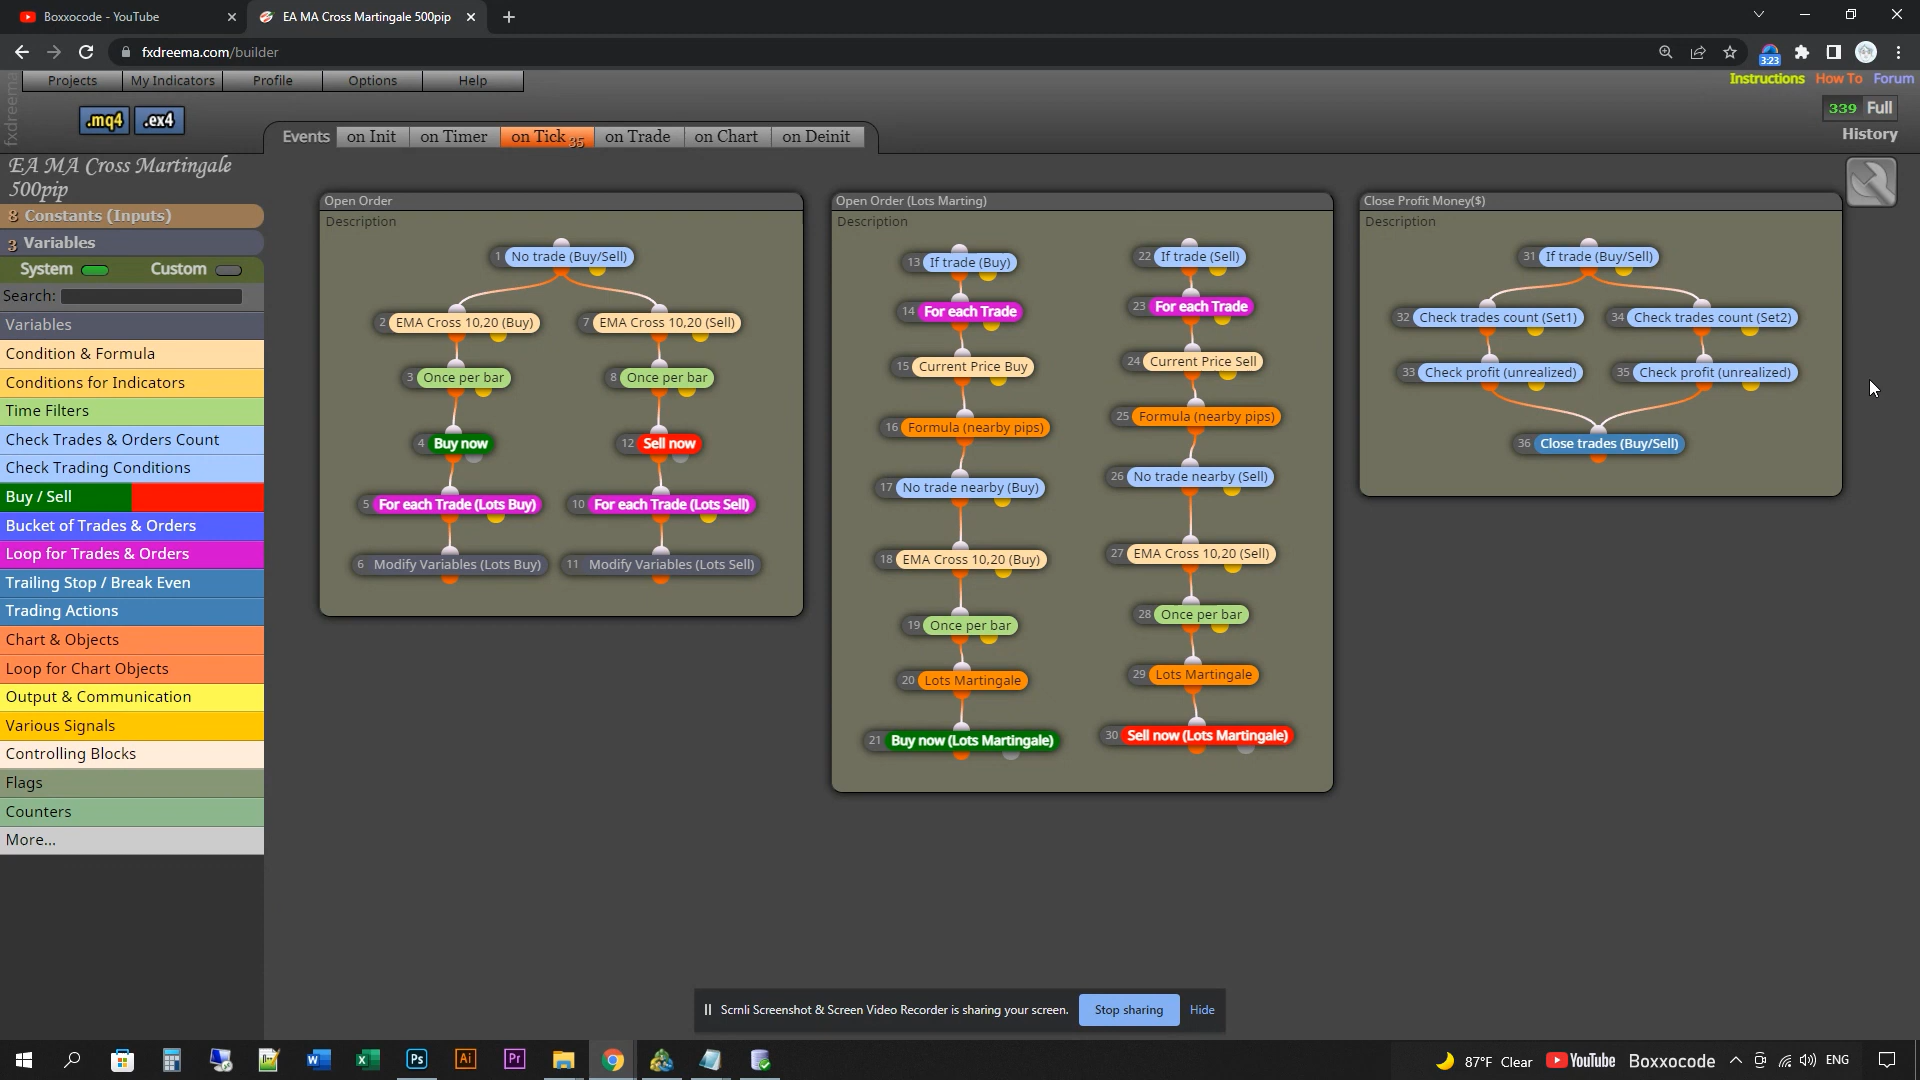 Boxxocode - YouTube
EA MA Cross Martingale 500pip
fxdreema.com/builder
3:23
Projects
My Indicators
Profile
Options
Help
Instructions
How To
Forum
fxdreema
.mq4
.ex4
339 Full
History
Events
on Init
on Timer
on Tick 35
on Trade
on Chart
on Deinit
EA MA Cross Martingale
500pip
8 Constants (Inputs)
3 Variables
System
Custom
Search:
Variables
Condition & Formula
Conditions for Indicators
Time Filters
Check Trades & Orders Count
Check Trading Conditions
Buy / Sell
Bucket of Trades & Orders
Loop for Trades & Orders
Trailing Stop / Break Even
Trading Actions
Chart & Objects
Loop for Chart Objects
Output & Communication
Various Signals
Controlling Blocks
Flags
Counters
More...
Open Order
Description
1 No trade (Buy/Sell)
2 EMA Cross 10,20 (Buy)
7 EMA Cross 10,20 (Sell)
3 Once per bar
8 Once per bar
4 Buy now
12 Sell now
5 For each Trade (Lots Buy)
10 For each Trade (Lots Sell)
6 Modify Variables (Lots Buy)
11 Modify Variables (Lots Sell)
Open Order (Lots Marting)
Description
13 If trade (Buy)
22 If trade (Sell)
14 For each Trade
23 For each Trade
15 Current Price Buy
24 Current Price Sell
16 Formula (nearby pips)
25 Formula (nearby pips)
17 No trade nearby (Buy)
26 No trade nearby (Sell)
18 EMA Cross 10,20 (Buy)
27 EMA Cross 10,20 (Sell)
19 Once per bar
28 Once per bar
20 Lots Martingale
29 Lots Martingale
21 Buy now (Lots Martingale)
30 Sell now (Lots Martingale)
Close Profit Money($)
Description
31 If trade (Buy/Sell)
32 Check trades count (Set1)
34 Check trades count (Set2)
33 Check profit (unrealized)
35 Check profit (unrealized)
36 Close trades (Buy/Sell)
Scrnli Screenshot & Screen Video Recorder is sharing your screen.
Stop sharing
Hide
Ps
Ai
Pr
87°F Clear
YouTube
Boxxocode
ENG